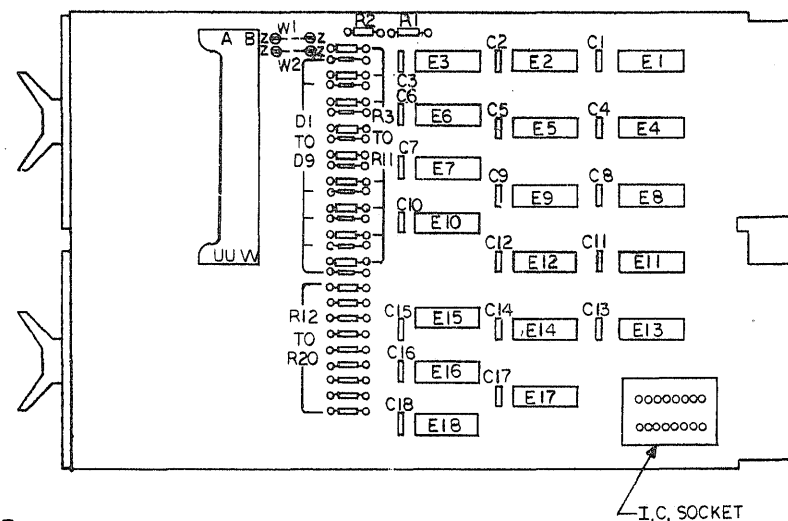 R2 R1
A B Z W1
Z W2 Z
C3 E3 C2 E2 C1 E1
C6 E6 C5 E5 C4 E4
D1 TO D9
R3 TO R11
C7 E7 C9 E9 C8 E8
C10 E10 C12 E12 C11 E11
UU VV
R12 TO R20
C15 E15 C14 E14 C13 E13
C16 E16 C17 E17
C18 E18
I.C. SOCKET